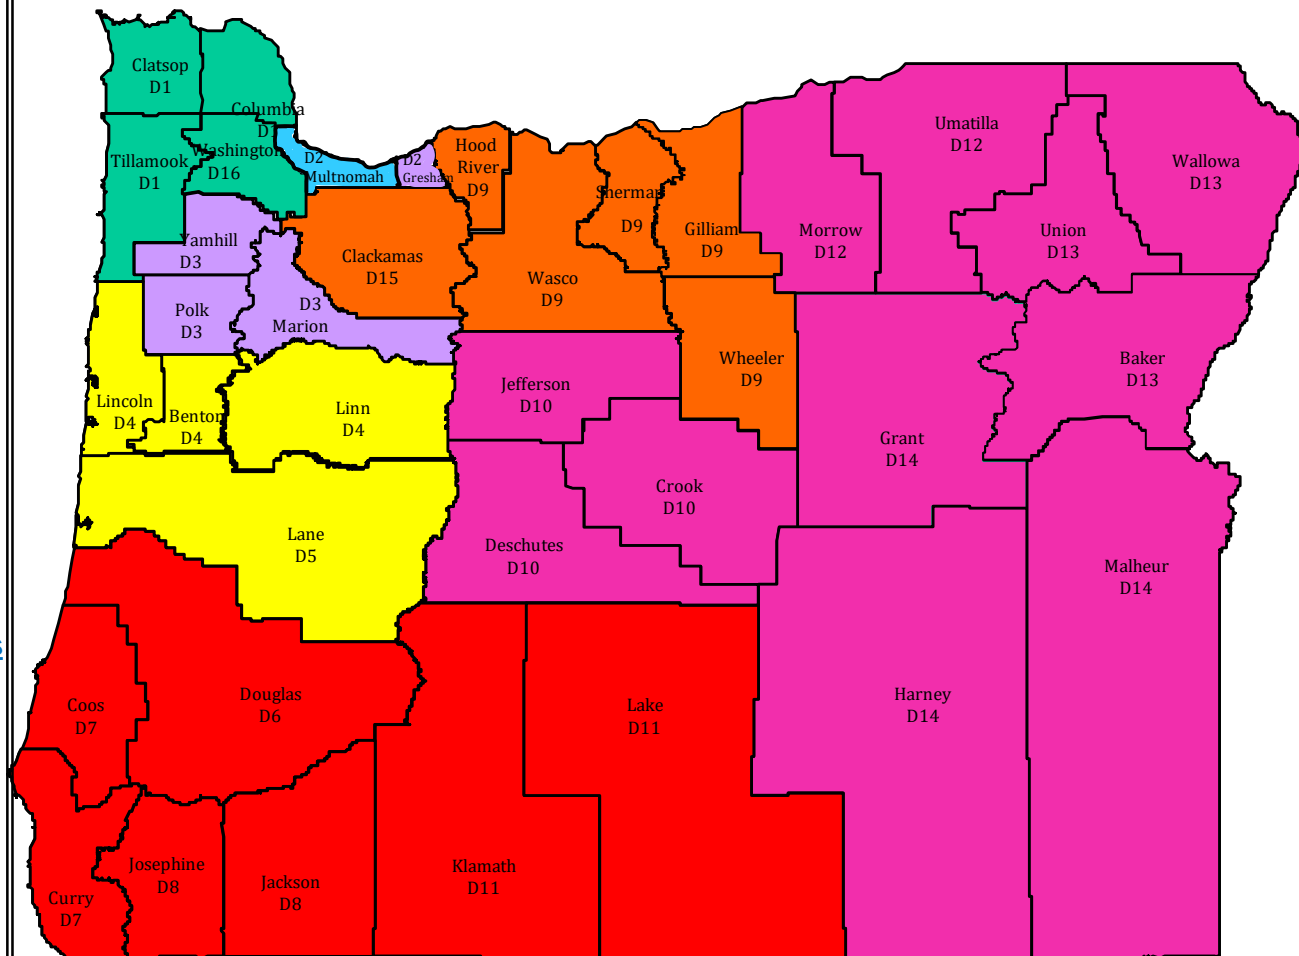 Clatsop
D1
Columbia
D1
Tillamook
D1
Washington
D16
D2
Multnomah
D2
Gresham
Hood
River
D9
Sherman
D9
Gilliam
D9
Morrow
D12
Umatilla
D12
Wallowa
D13
Union
D13
Yamhill
D3
Clackamas
D15
Wasco
D9
Polk
D3
D3
Marion
Wheeler
D9
Baker
D13
Jefferson
D10
Lincoln
D4
Benton
D4
Linn
D4
Grant
D14
Crook
D10
Lane
D5
Deschutes
D10
Malheur
D14
Coos
D7
Douglas
D6
Lake
D11
Harney
D14
Josephine
D8
Jackson
D8
Klamath
D11
Curry
D7